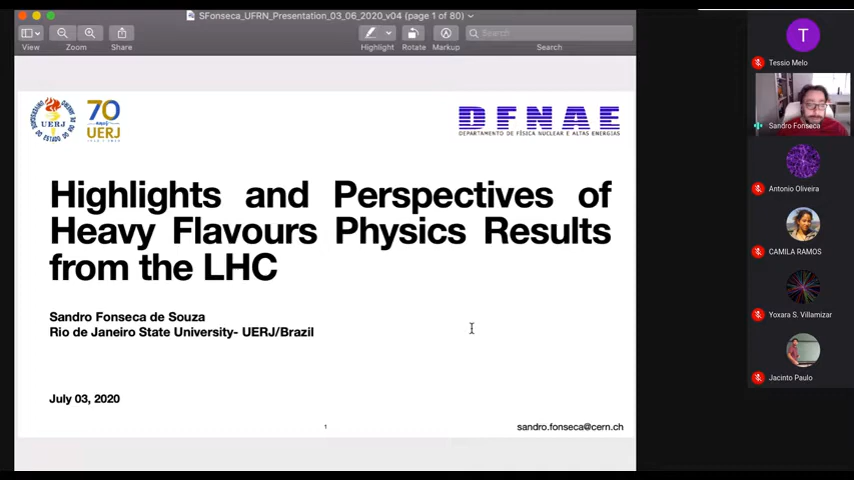 SFonseca_UFRN_Presentation_03_06_2020_v04 (page 1 of 80)
View
Zoom
Share
Highlight
Rotate
Markup
Search
Search
UERJ
70
ANOS
UERJ
DFNAE
DEPARTAMENTO DE FÍSICA NUCLEAR E ALTAS ENERGIAS
Highlights and Perspectives of
Heavy Flavours Physics Results
from the LHC
Sandro Fonseca de Souza
Rio de Janeiro State University- UERJ/Brazil
July 03, 2020
1
sandro.fonseca@cern.ch
T
Tessio Melo
Sandro Fonseca
Antonio Oliveira
CAMILA RAMOS
Yoxara S. Villamizar
Jacinto Paulo